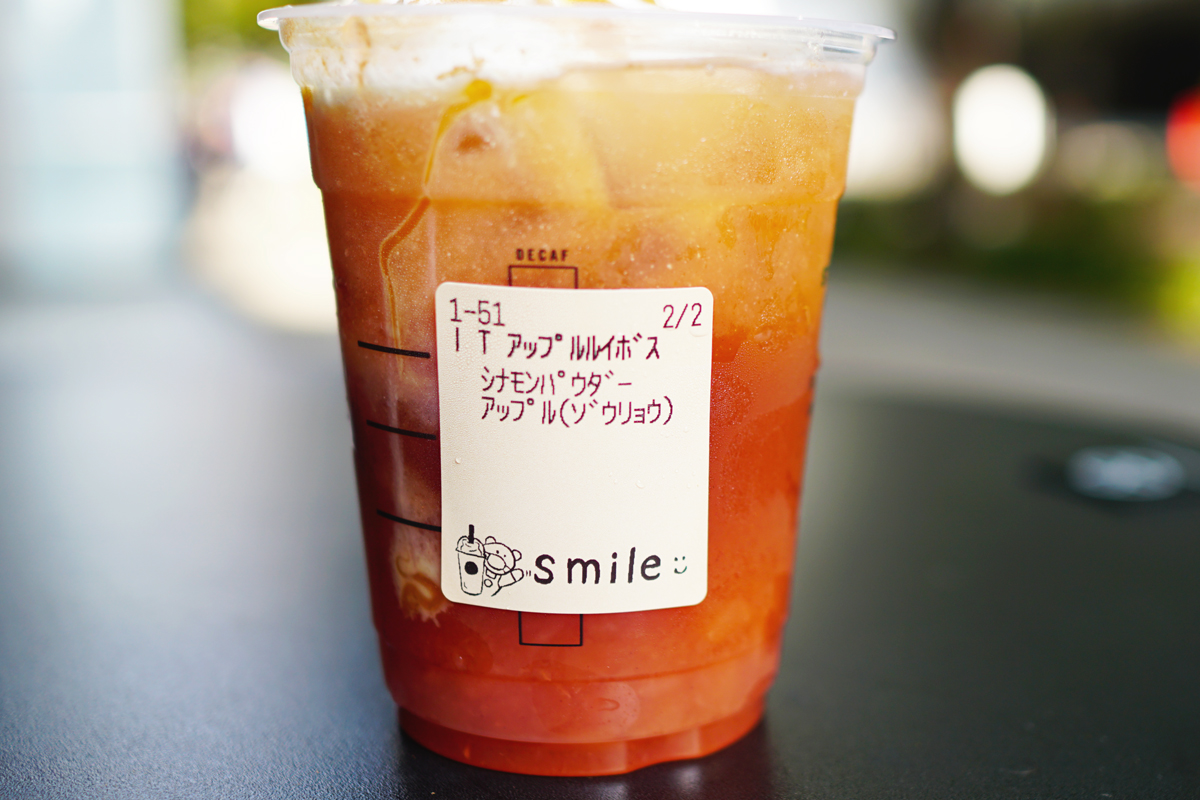 DECAF
1-51 2/2
I T ｱｯﾌﾟﾙﾙｲﾎﾞｽ
ｼﾅﾓﾝﾊﾟｳﾀﾞｰ
ｱｯﾌﾟﾙ(ｿﾞｳﾘｮｳ)
smile